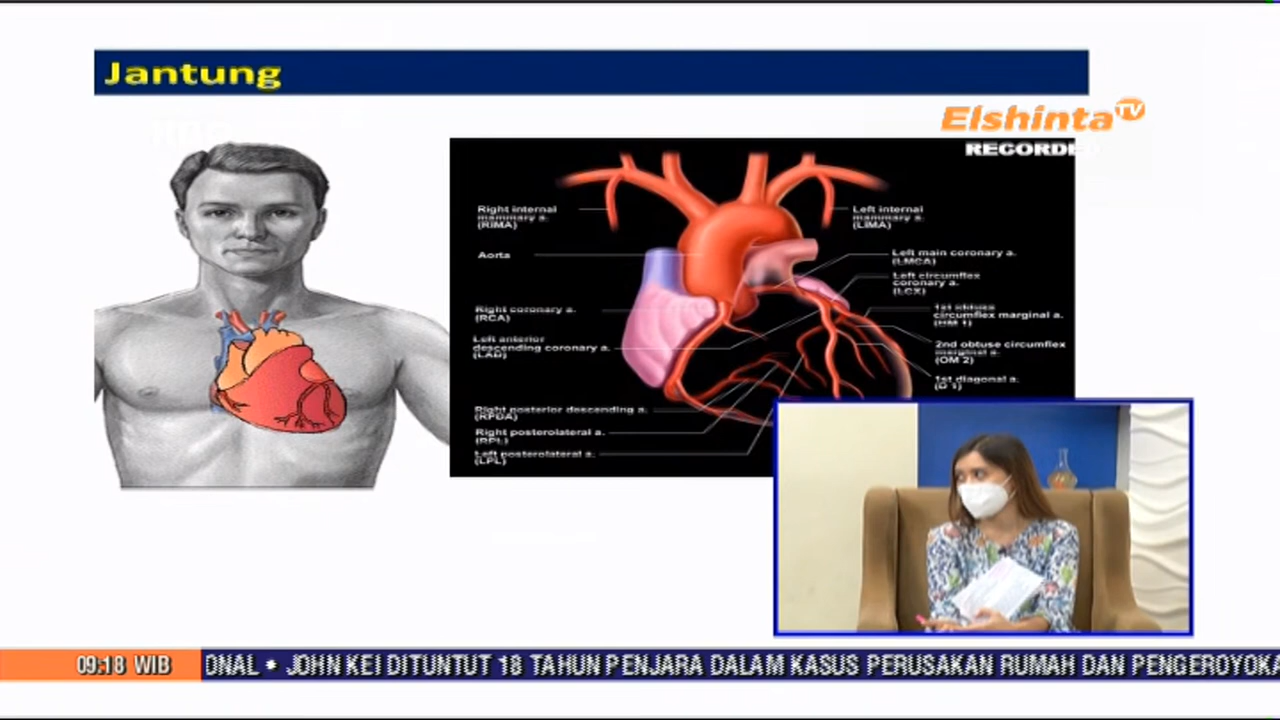 Jantung
Elshinta TV
RECORDED
Right internal
mammary a.
(RIMA)
Aorta
Right coronary a.
(RCA)
Left anterior
descending coronary a.
(LAD)
Right posterior descending a.
(RPDA)
Right posterolateral a.
(RPL)
Left posterolateral a.
(LPL)
Left internal
mammary a.
(LIMA)
Left main coronary a.
(LMCA)
Left circumflex
coronary a.
(LCX)
1st obtuse
circumflex marginal a.
2nd obtuse circumflex
marginal a.
(OM 2)
1st diagonal a.
(D 1)
09:18 WIB
ONAL * JOHN KEI DITUNTUT 18 TAHUN PENJARA DALAM KASUS PERUSAKAN RUMAH DAN PENGEROYOKA